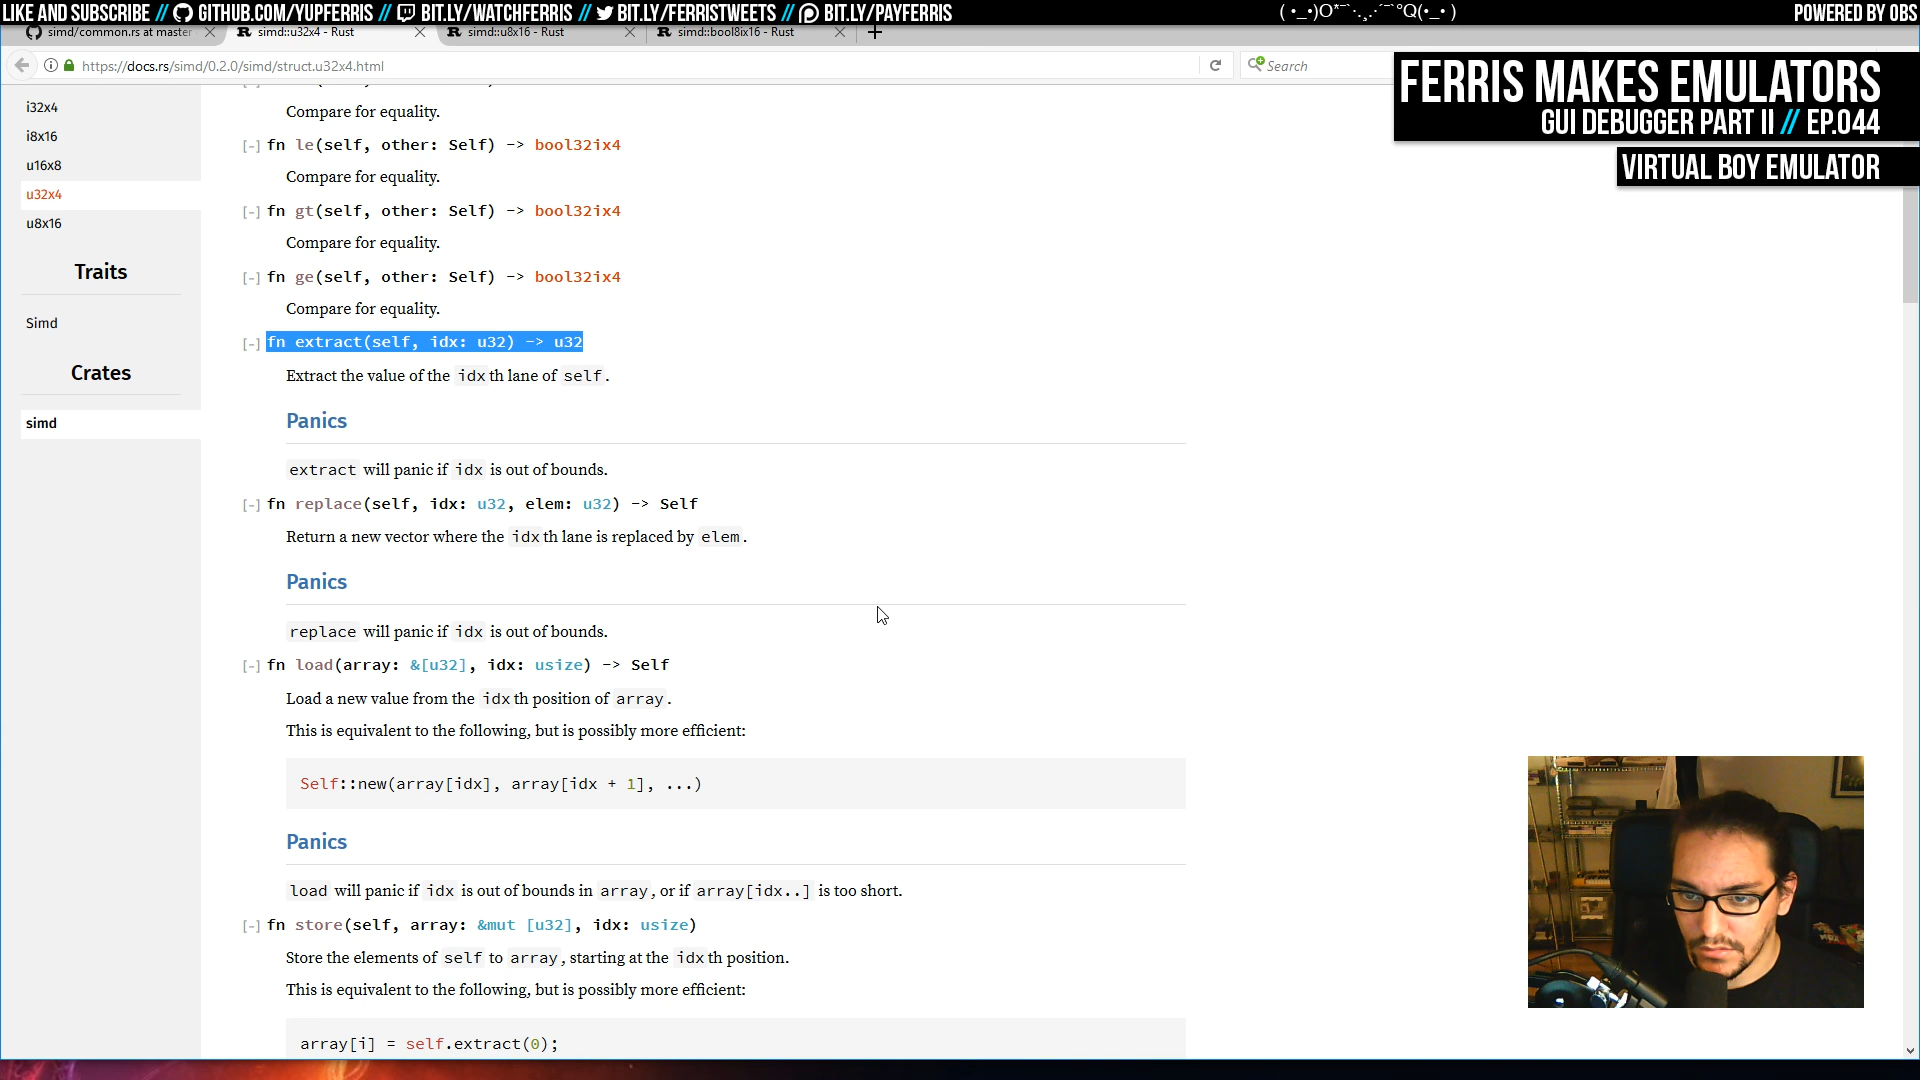 LIKE AND SUBSCRIBE // GITHUB.COM/YUPFERRIS // BIT.LY/WATCHFERRIS // BIT.LY/FERRISTWEETS // BIT.LY/PAYFERRIS
POWERED BY OBS
simd/common.rs at master
simd::u32x4 - Rust
simd::u8x16 - Rust
simd::bool8ix16 - Rust
https://docs.rs/simd/0.2.0/simd/struct.u32x4.html
Search
FERRIS MAKES EMULATORS
GUI DEBUGGER PART II // EP.044
VIRTUAL BOY EMULATOR
i32x4
i8x16
u16x8
u32x4
u8x16
Traits
Simd
Crates
simd
Compare for equality.
[-] fn le(self, other: Self) -> bool32ix4
Compare for equality.
[-] fn gt(self, other: Self) -> bool32ix4
Compare for equality.
[-] fn ge(self, other: Self) -> bool32ix4
Compare for equality.
[-] fn extract(self, idx: u32) -> u32
Extract the value of the idxth lane of self.
Panics
extract will panic if idx is out of bounds.
[-] fn replace(self, idx: u32, elem: u32) -> Self
Return a new vector where the idxth lane is replaced by elem.
Panics
replace will panic if idx is out of bounds.
[-] fn load(array: &[u32], idx: usize) -> Self
Load a new value from the idxth position of array.
This is equivalent to the following, but is possibly more efficient:
Self::new(array[idx], array[idx + 1], ...)
Panics
load will panic if idx is out of bounds in array, or if array[idx..] is too short.
[-] fn store(self, array: &mut [u32], idx: usize)
Store the elements of self to array, starting at the idxth position.
This is equivalent to the following, but is possibly more efficient:
array[i] = self.extract(0);